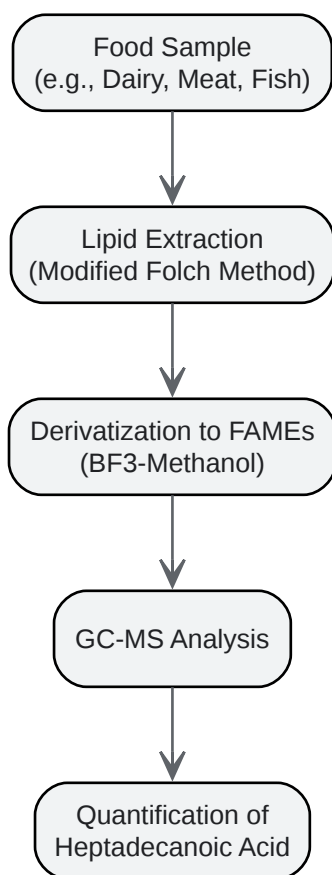 Food Sample
(e.g., Dairy, Meat, Fish)
Lipid Extraction
(Modified Folch Method)
Derivatization to FAMEs
(BF3-Methanol)
GC-MS Analysis
Quantification of
Heptadecanoic Acid